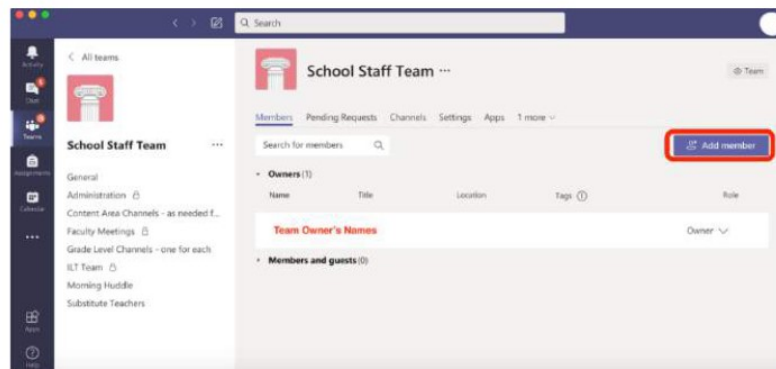 Search
Activity
Chat
Teams
Assignments
Calendar
Apps
Help
All teams
School Staff Team
General
Administration
Content Area Channels - as needed f...
Faculty Meetings
Grade Level Channels - one for each
ILT Team
Morning Huddle
Substitute Teachers
School Staff Team
Team
Members Pending Requests Channels Settings Apps 1 more
Search for members
Add member
Owners (1)
Name Title Location Tags Role
Team Owner's Names Owner
Members and guests (0)